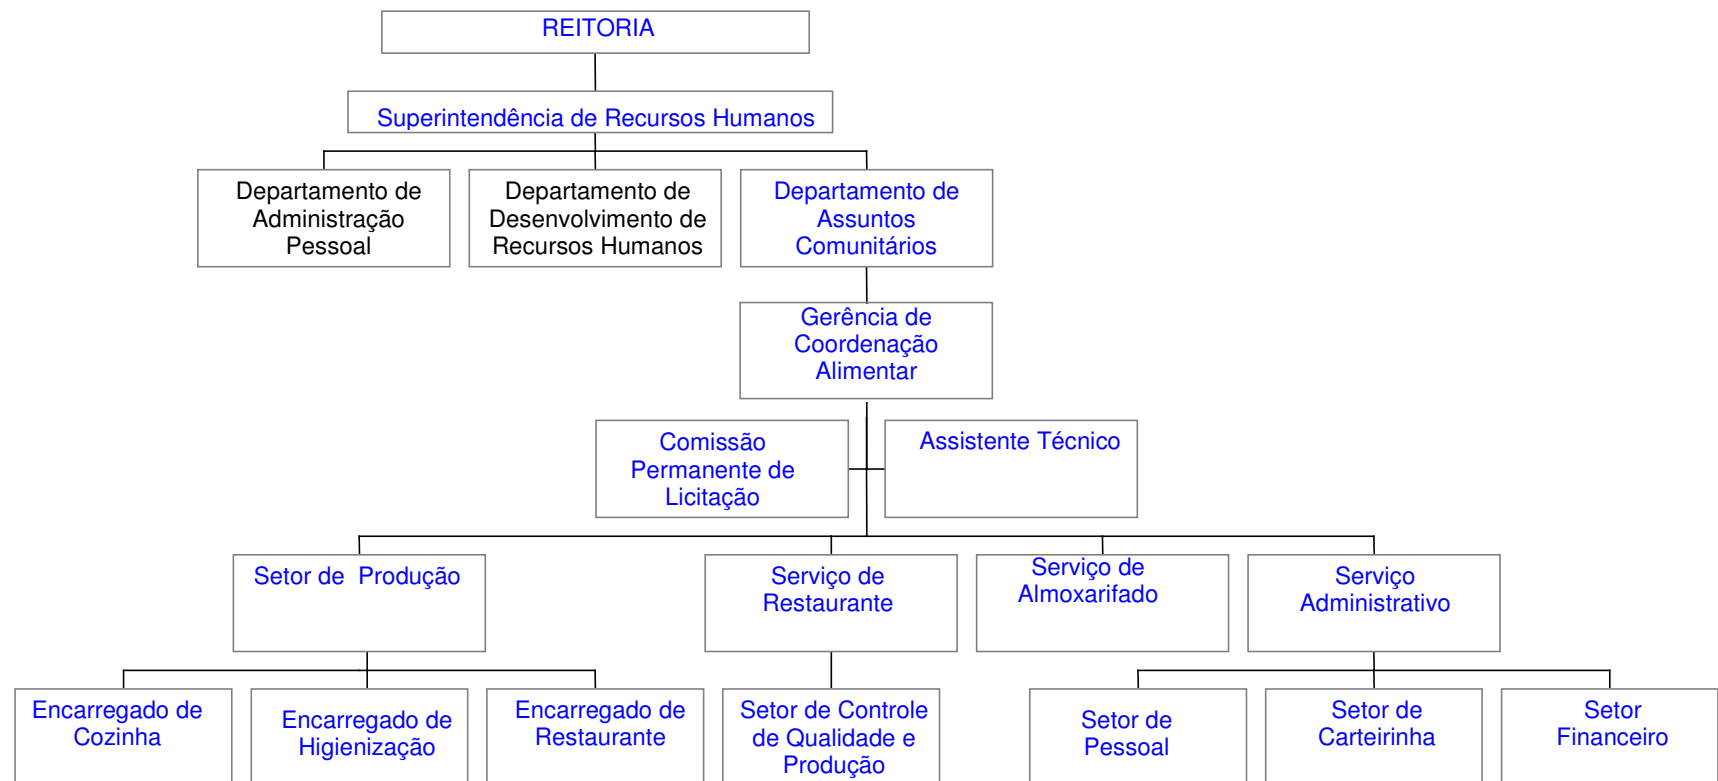 REITORIA
Superintendência de Recursos Humanos
Departamento de
Administração
Pessoal
Departamento de
Desenvolvimento de
Recursos Humanos
Departamento de
Assuntos
Comunitários
Gerência de
Coordenação
Alimentar
Comissão
Permanente de
Licitação
Assistente Técnico
Setor de  Produção
Serviço de
Restaurante
Serviço de
Almoxarifado
Serviço
Administrativo
Encarregado de
Cozinha
Encarregado de
Higienização
Encarregado de
Restaurante
Setor de Controle
de Qualidade e
Produção
Setor de
Pessoal
Setor de
Carteirinha
Setor
Financeiro